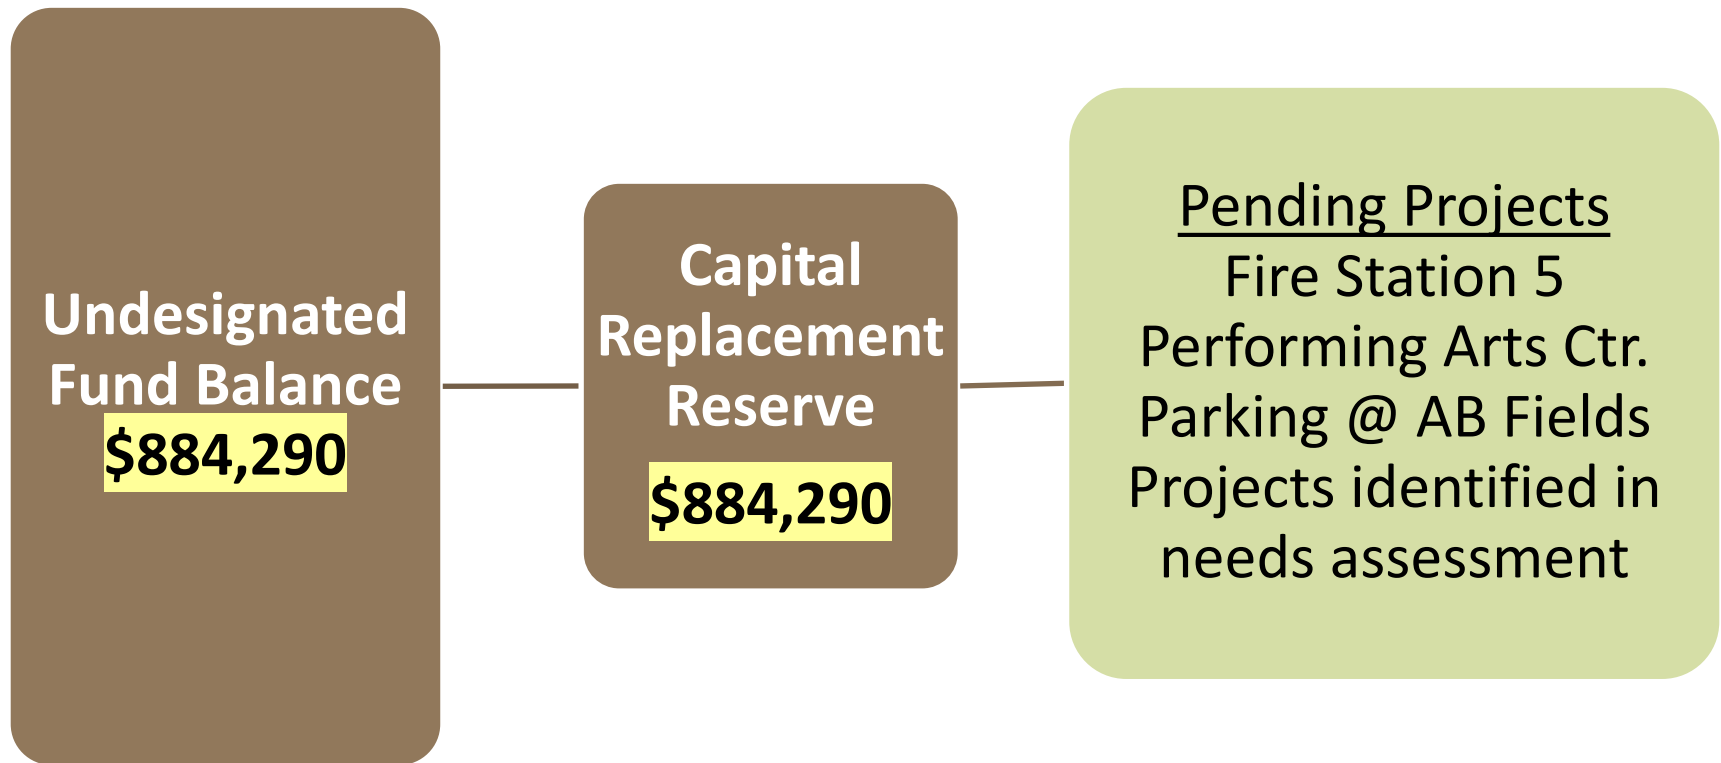 Undesignated
Fund Balance
$884,290
Capital
Replacement
Reserve
$884,290
Pending Projects
Fire Station 5
Performing Arts Ctr.
Parking @ AB Fields
Projects identified in
needs assessment